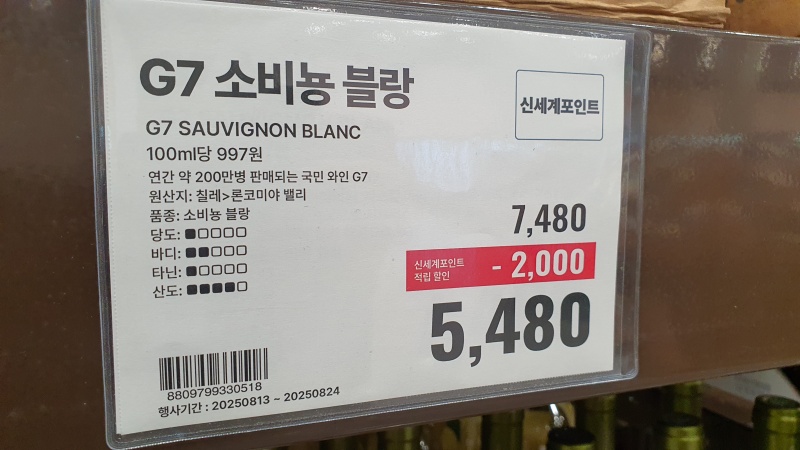 G7 소비뇽 블랑
신세계포인트
G7 SAUVIGNON BLANC
100ml당 997원
연간 약 200만병 판매되는 국민 와인 G7
원산지: 칠레>론코미야 밸리
품종: 소비뇽 블랑
당도: ■□□□□
바디: ■■□□□
타닌: ■□□□□
산도: ■■■■□
7,480
신세계포인트
적립 할인
- 2,000
5,480
8809799330518
행사기간 : 20250813 ~ 20250824